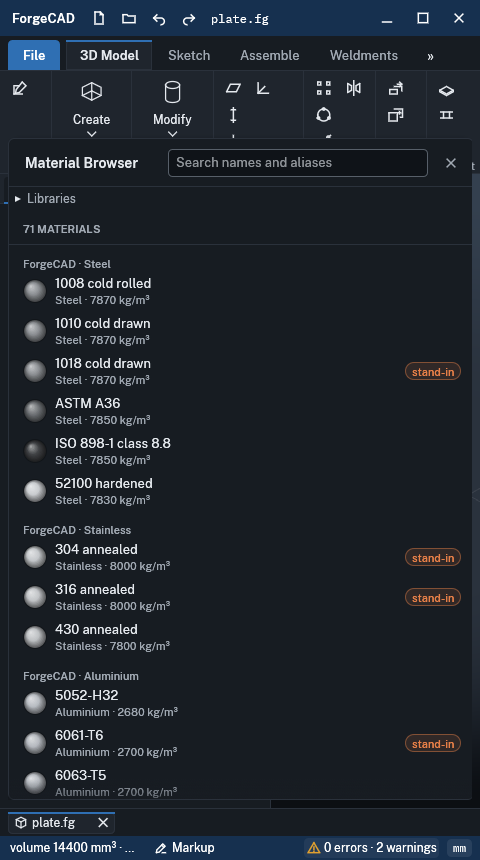 ForgeCAD plate.fg
File 3D Model Sketch Assemble Weldments »
Create Modify
Material Browser Search names and aliases
▸ Libraries
71 MATERIALS
ForgeCAD · Steel
1008 cold rolled
Steel · 7870 kg/m³
1010 cold drawn
Steel · 7870 kg/m³
1018 cold drawn
Steel · 7870 kg/m³
stand-in
ASTM A36
Steel · 7850 kg/m³
ISO 898-1 class 8.8
Steel · 7850 kg/m³
52100 hardened
Steel · 7830 kg/m³
ForgeCAD · Stainless
304 annealed
Stainless · 8000 kg/m³
stand-in
316 annealed
Stainless · 8000 kg/m³
stand-in
430 annealed
Stainless · 7800 kg/m³
ForgeCAD · Aluminium
5052-H32
Aluminium · 2680 kg/m³
6061-T6
Aluminium · 2700 kg/m³
stand-in
6063-T5
Aluminium · 2700 kg/m³
plate.fg
volume 14400 mm³ · ... Markup 0 errors · 2 warnings mm